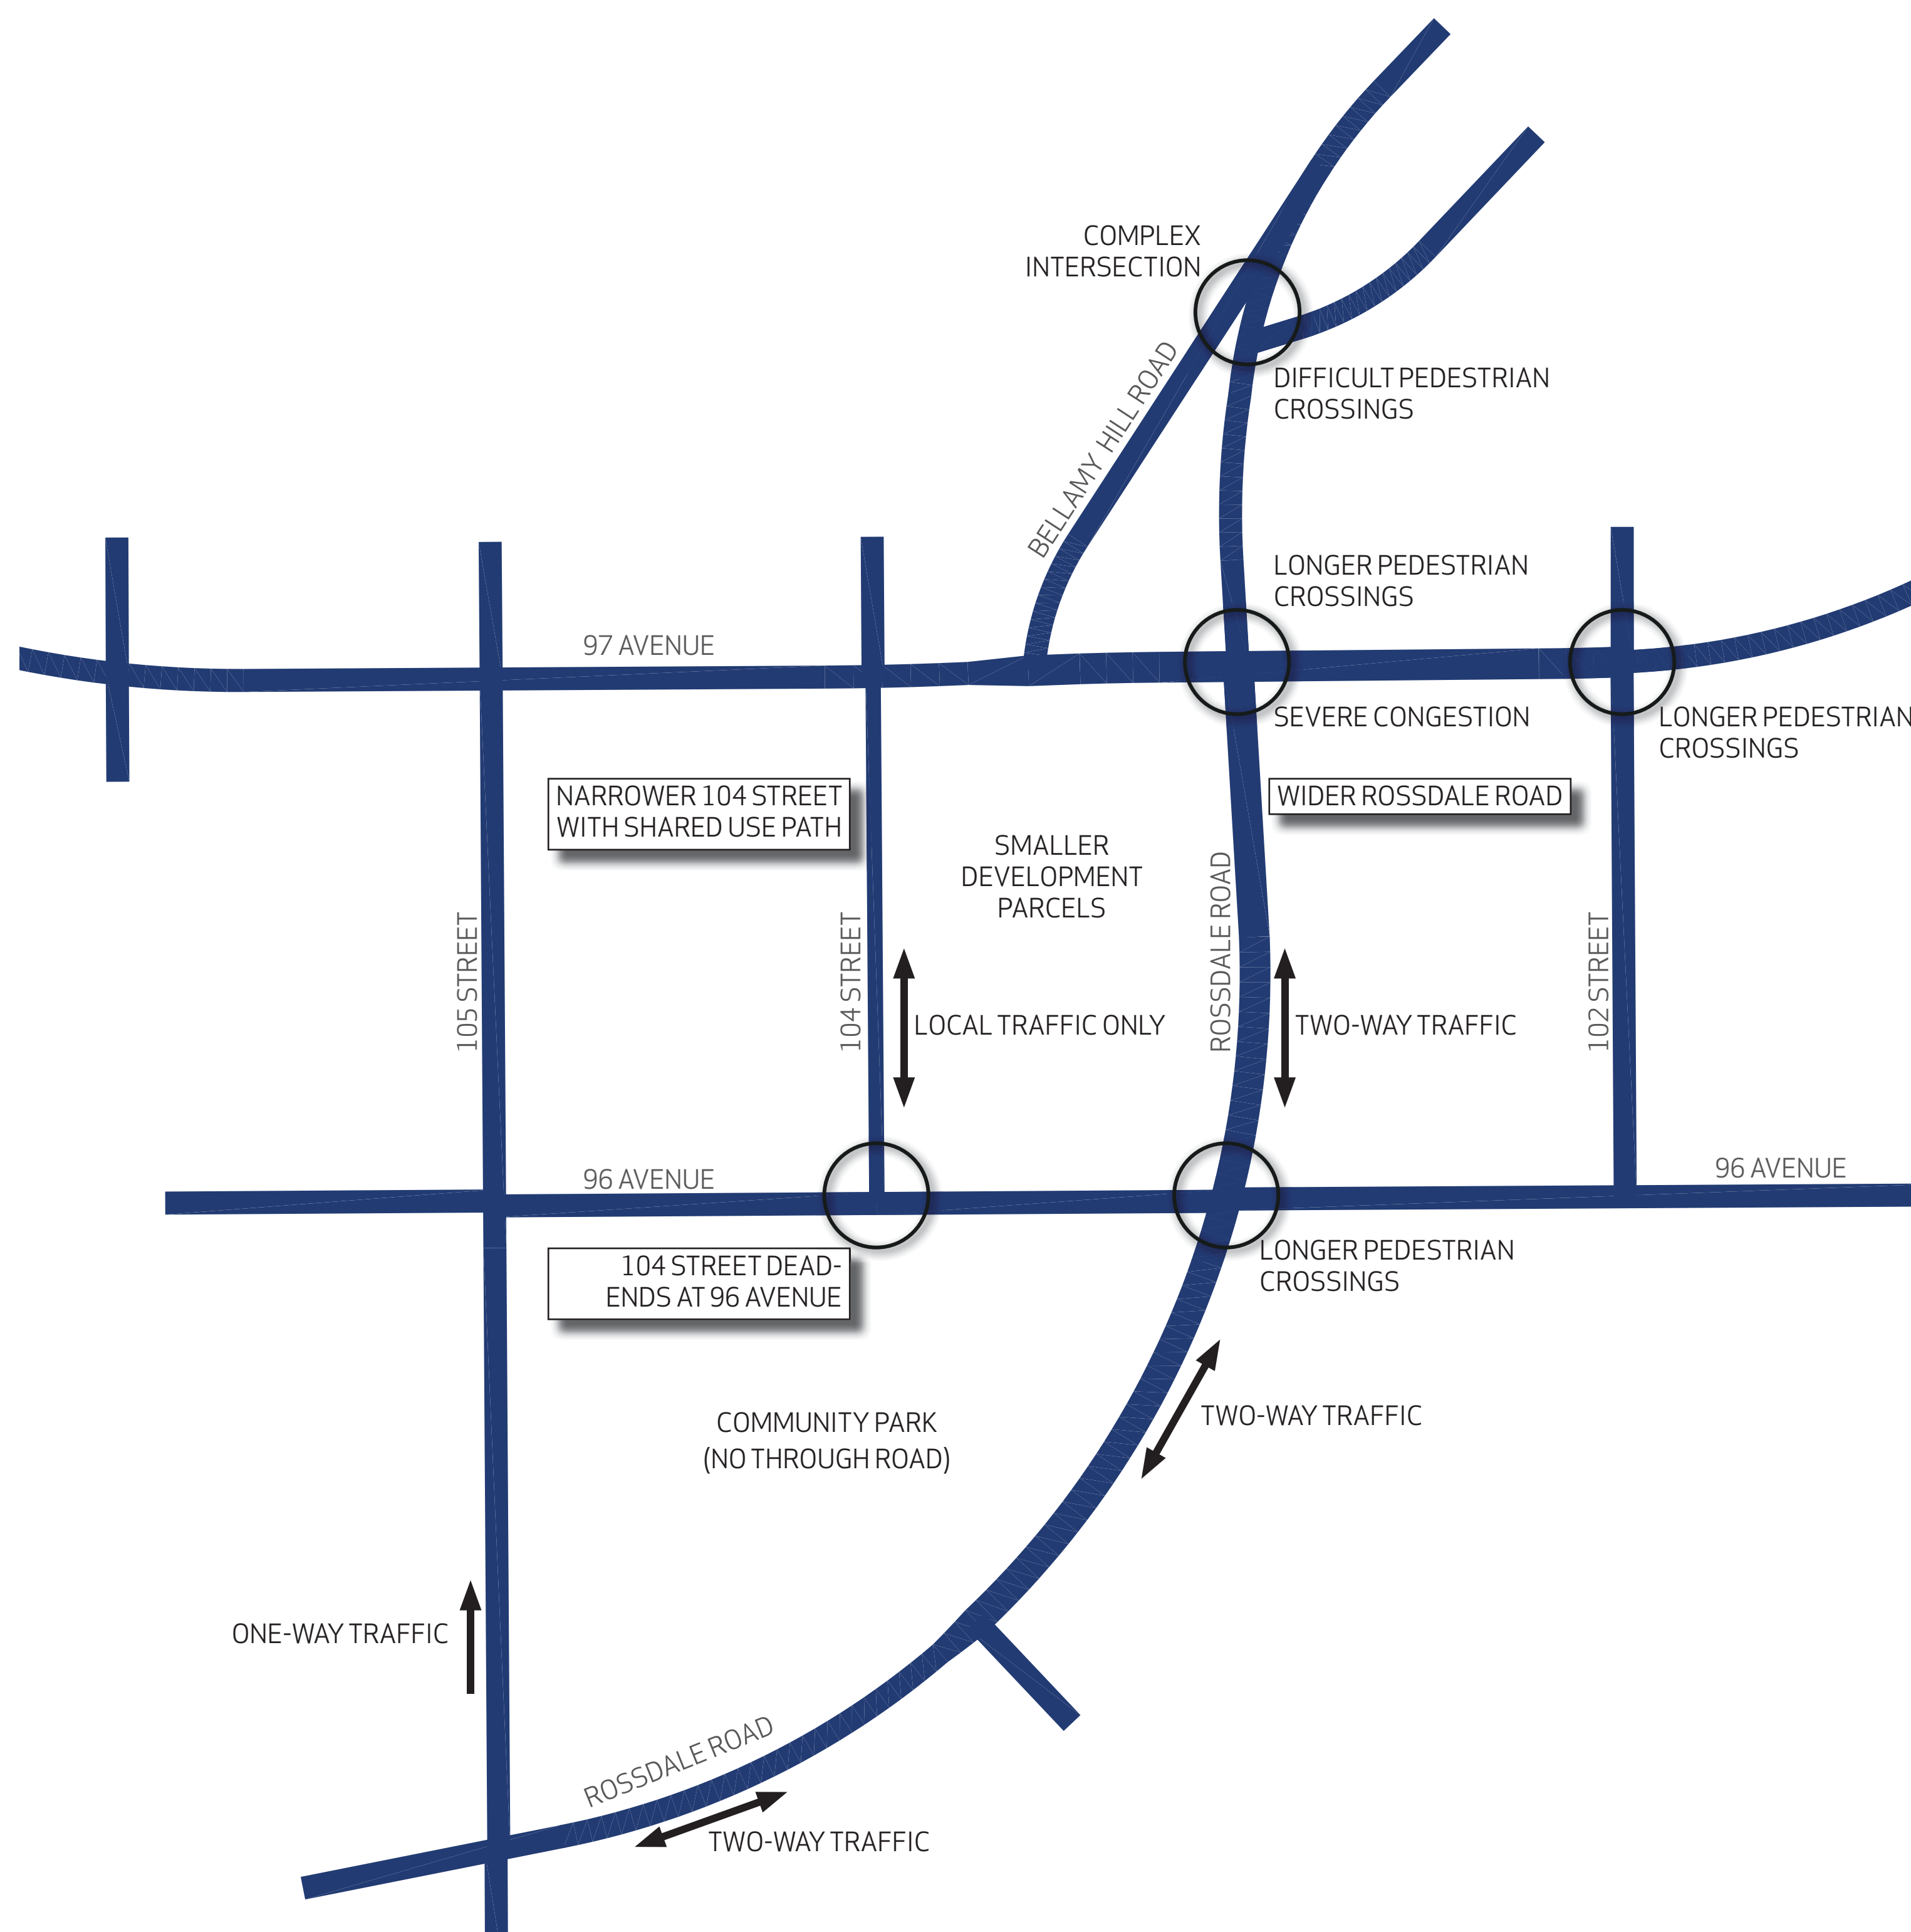 COMPLEX
INTERSECTION
BELLAMY HILL ROAD
DIFFICULT PEDESTRIAN
CROSSINGS
LONGER PEDESTRIAN
CROSSINGS
97 AVENUE
SEVERE CONGESTION
LONGER PEDESTRIAN
CROSSINGS
NARROWER 104 STREET
WITH SHARED USE PATH
WIDER ROSSDALE ROAD
SMALLER
DEVELOPMENT
PARCELS
105 STREET
104 STREET
LOCAL TRAFFIC ONLY
ROSSDALE ROAD
TWO-WAY TRAFFIC
102 STREET
96 AVENUE
96 AVENUE
104 STREET DEAD-
ENDS AT 96 AVENUE
LONGER PEDESTRIAN
CROSSINGS
COMMUNITY PARK
(NO THROUGH ROAD)
TWO-WAY TRAFFIC
ONE-WAY TRAFFIC
ROSSDALE ROAD
TWO-WAY TRAFFIC